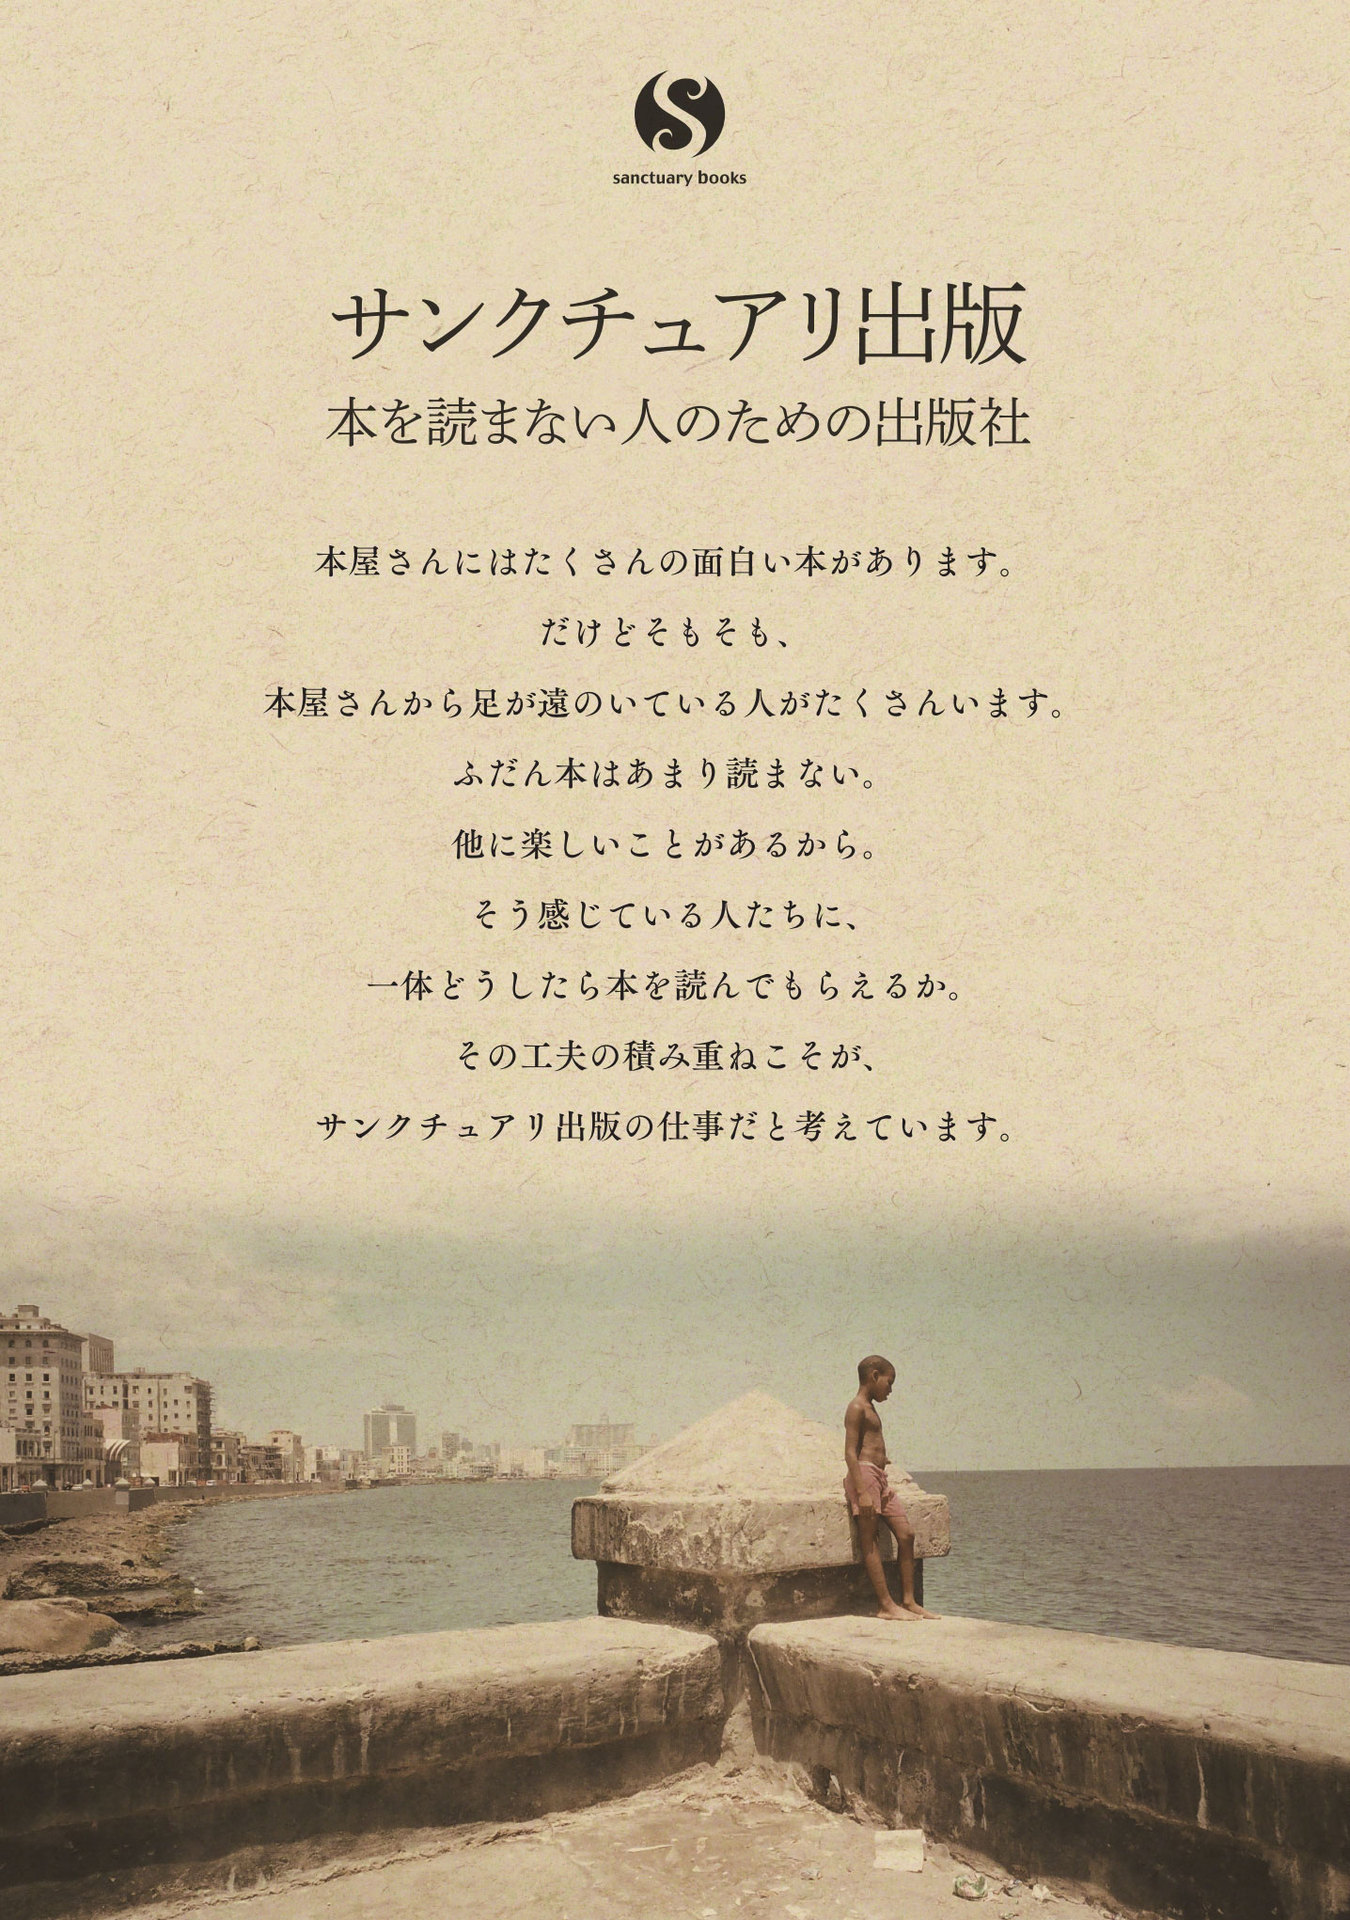 sanctuary books
サンクチュアリ出版
本を読まない人のための出版社
本屋さんにはたくさんの面白い本があります。
だけどそもそも、
本屋さんから足が遠のいている人がたくさんいます。
ふだん本はあまり読まない。
他に楽しいことがあるから。
そう感じている人たちに、
一体どうしたら本を読んでもらえるか。
その工夫の積み重ねこそが、
サンクチュアリ出版の仕事だと考えています。